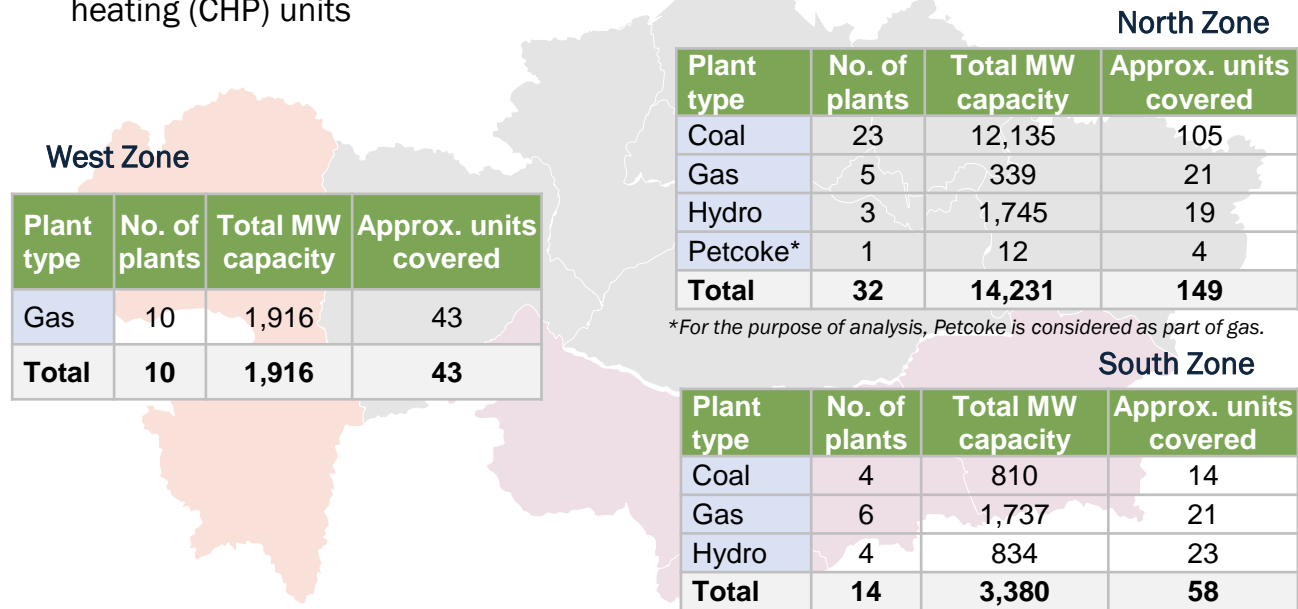 heating (CHP) units
North Zone
Plant type No. of plants Total MW capacity Approx. units covered
Coal 23 12,135 105
Gas 5 339 21
Hydro 3 1,745 19
Petcoke* 1 12 4
Total 32 14,231 149
*For the purpose of analysis, Petcoke is considered as part of gas.
West Zone
Plant type No. of plants Total MW capacity Approx. units covered
Gas 10 1,916 43
Total 10 1,916 43
South Zone
Plant type No. of plants Total MW capacity Approx. units covered
Coal 4 810 14
Gas 6 1,737 21
Hydro 4 834 23
Total 14 3,380 58